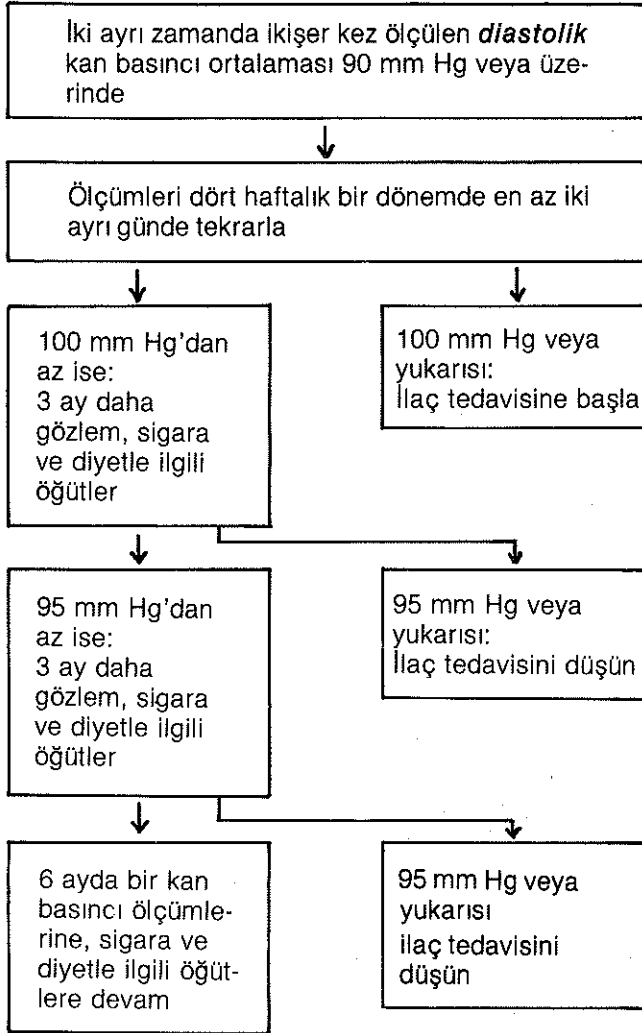 İki ayrı zamanda ikişer kez ölçülen diastolik
kan basıncı ortalaması 90 mm Hg veya üze-
rinde
Ölçümleri dört haftalık bir dönemde en az iki
ayrı günde tekrarla
100 mm Hg'dan
az ise:
3 ay daha
gözlem, sigara
ve diyetle ilgili
öğütler
100 mm Hg veya
yukarısı:
İlaç tedavisine başla
95 mm Hg'dan
az ise:
3 ay daha
gözlem, sigara
ve diyetle ilgili
öğütler
95 mm Hg veya
yukarısı:
İlaç tedavisini düşün
6 ayda bir kan
basıncı ölçümle-
rine, sigara ve
diyetle ilgili öğüt-
lere devam
95 mm Hg veya
yukarısı
ilaç tedavisini
düşün